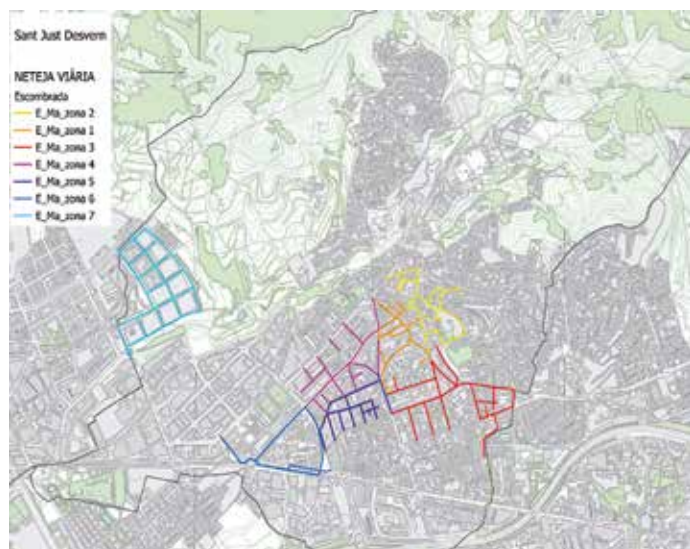 Sant Just Desvern
NETEJA VIÀRIA
Escombrada
E_Ma_zona 2
E_Ma_zona 1
E_Ma_zona 3
E_Ma_zona 4
E_Ma_zona 5
E_Ma_zona 6
E_Ma_zona 7